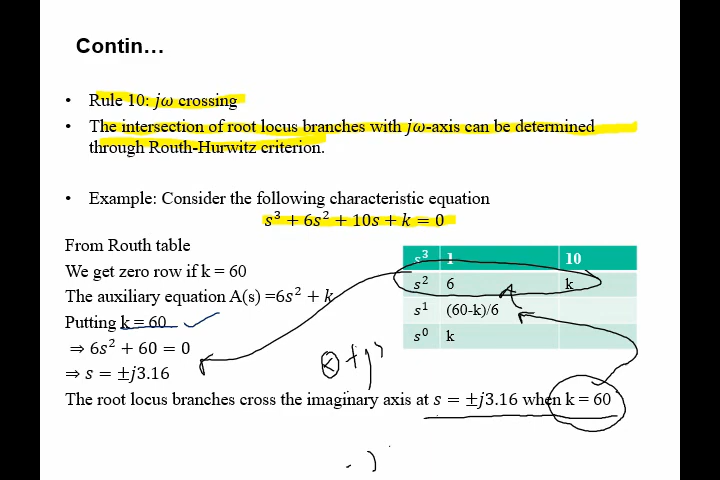 Contin…
• Rule 10: jω crossing
• The intersection of root locus branches with jω-axis can be determined
through Routh-Hurwitz criterion.
• Example: Consider the following characteristic equation
s³ + 6s² + 10s + k = 0
From Routh table
We get zero row if k = 60
The auxiliary equation A(s) =6s² + k
Putting k = 60
⇒ 6s² + 60 = 0
⇒ s = ±j3.16
The root locus branches cross the imaginary axis at s = ±j3.16 when k = 60
s³ 1 10
s² 6 k
s¹ (60-k)/6
s⁰ k